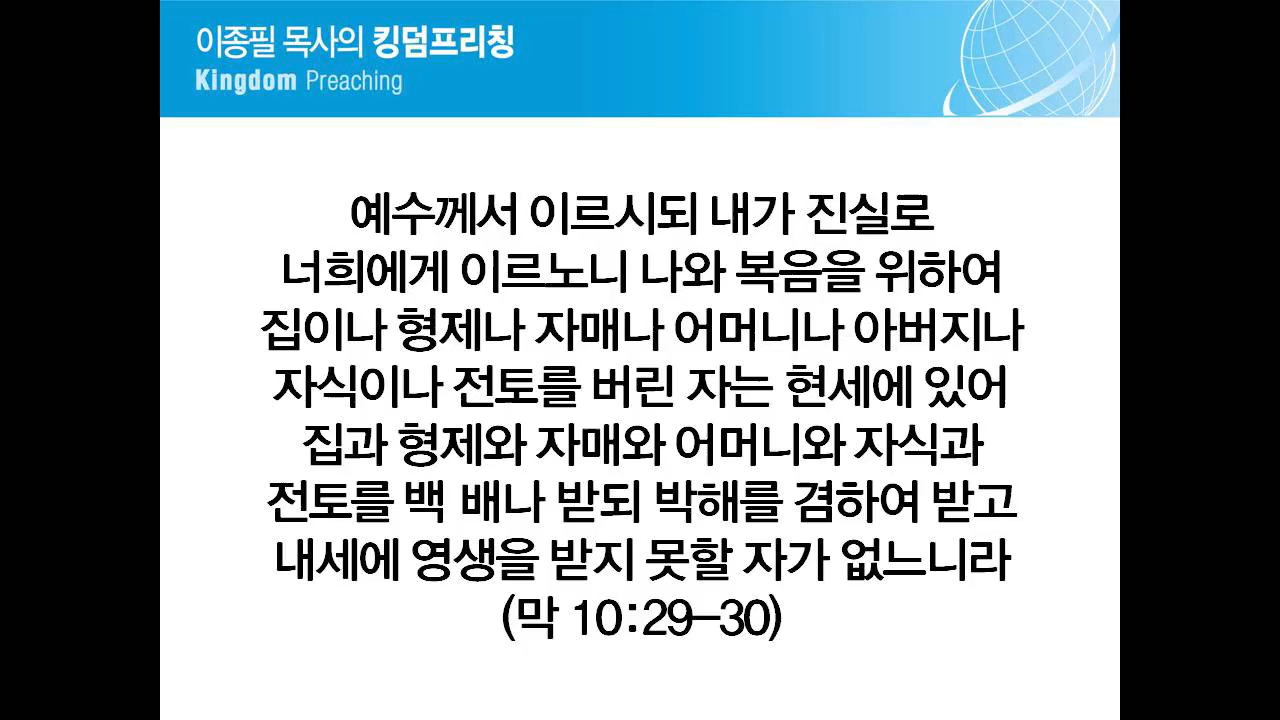 이종필 목사의 킹덤프리칭
Kingdom Preaching
예수께서 이르시되 내가 진실로
너희에게 이르노니 나와 복음을 위하여
집이나 형제나 자매나 어머니나 아버지나
자식이나 전토를 버린 자는 현세에 있어
집과 형제와 자매와 어머니와 자식과
전토를 백 배나 받되 박해를 겸하여 받고
내세에 영생을 받지 못할 자가 없느니라
(막 10:29-30)